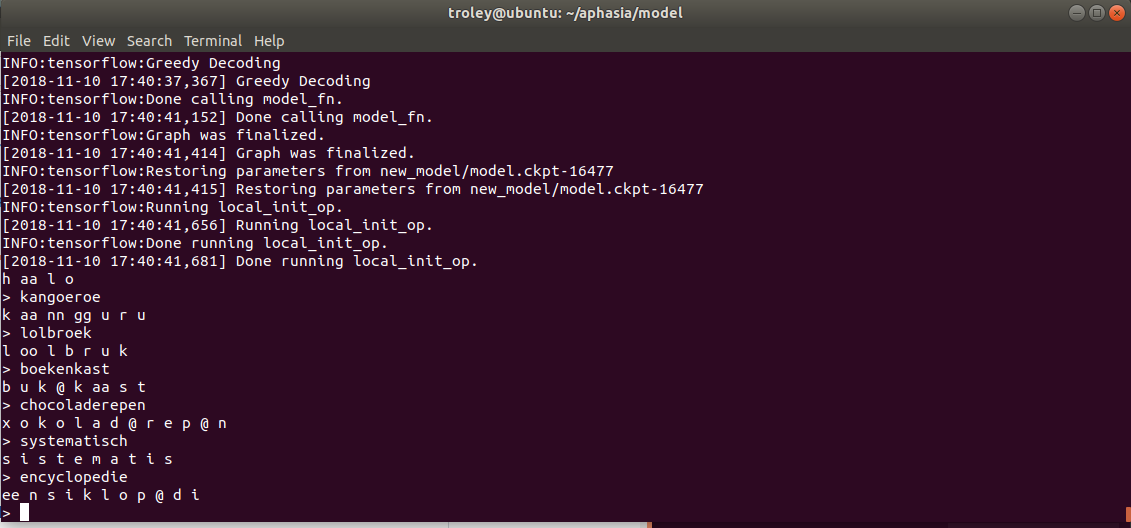 troley@ubuntu: ~/aphasia/model
File Edit View Search Terminal Help
INFO:tensorflow:Greedy Decoding
[2018-11-10 17:40:37,367] Greedy Decoding
INFO:tensorflow:Done calling model_fn.
[2018-11-10 17:40:41,152] Done calling model_fn.
INFO:tensorflow:Graph was finalized.
[2018-11-10 17:40:41,414] Graph was finalized.
INFO:tensorflow:Restoring parameters from new_model/model.ckpt-16477
[2018-11-10 17:40:41,415] Restoring parameters from new_model/model.ckpt-16477
INFO:tensorflow:Running local_init_op.
[2018-11-10 17:40:41,656] Running local_init_op.
INFO:tensorflow:Done running local_init_op.
[2018-11-10 17:40:41,681] Done running local_init_op.
h aa l o
> kangoeroe
k aa nn gg u r u
> lolbroek
l oo l b r u k
> boekenkast
b u k @ k aa s t
> chocoladerepen
x o k o l a d @ r e p @ n
> systematisch
s i s t e m a t i s
> encyclopedie
ee n s i k l o p @ d i
>